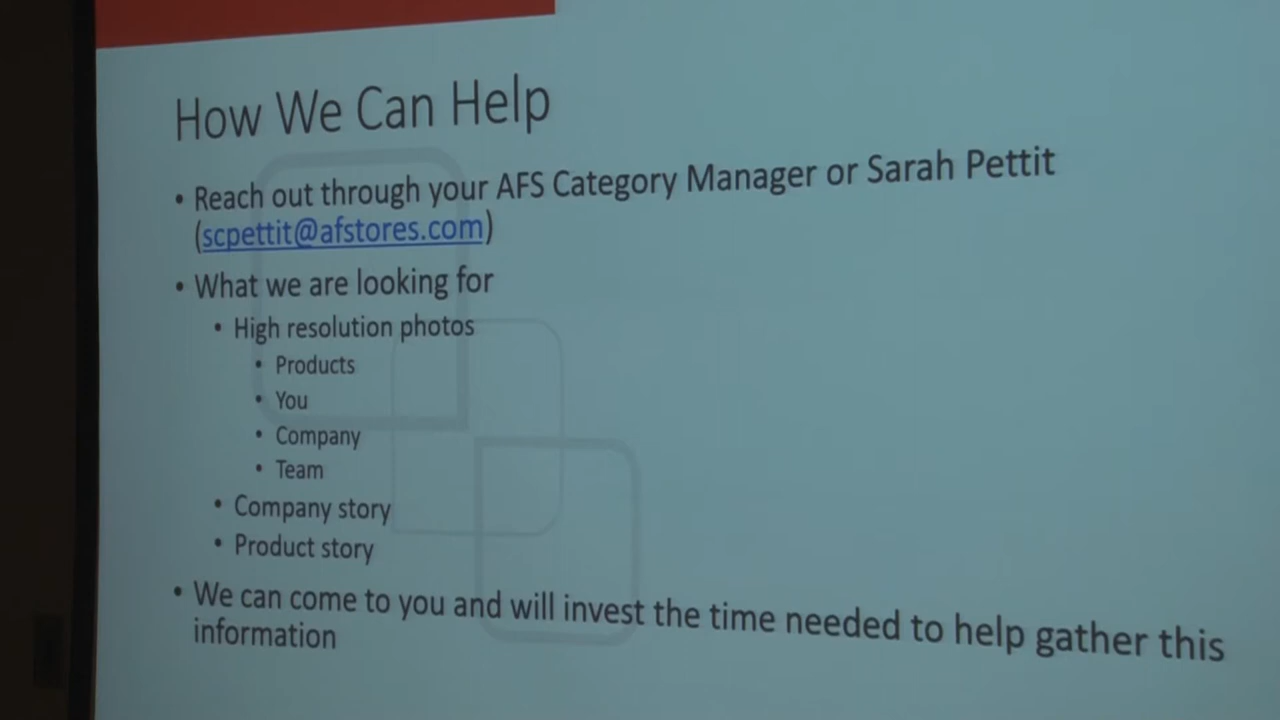 How We Can Help
• Reach out through your AFS Category Manager or Sarah Pettit
(scpettit@afstores.com)
• What we are looking for
• High resolution photos
• Products
• You
• Company
• Team
• Company story
• Product story
• We can come to you and will invest the time needed to help gather this
information